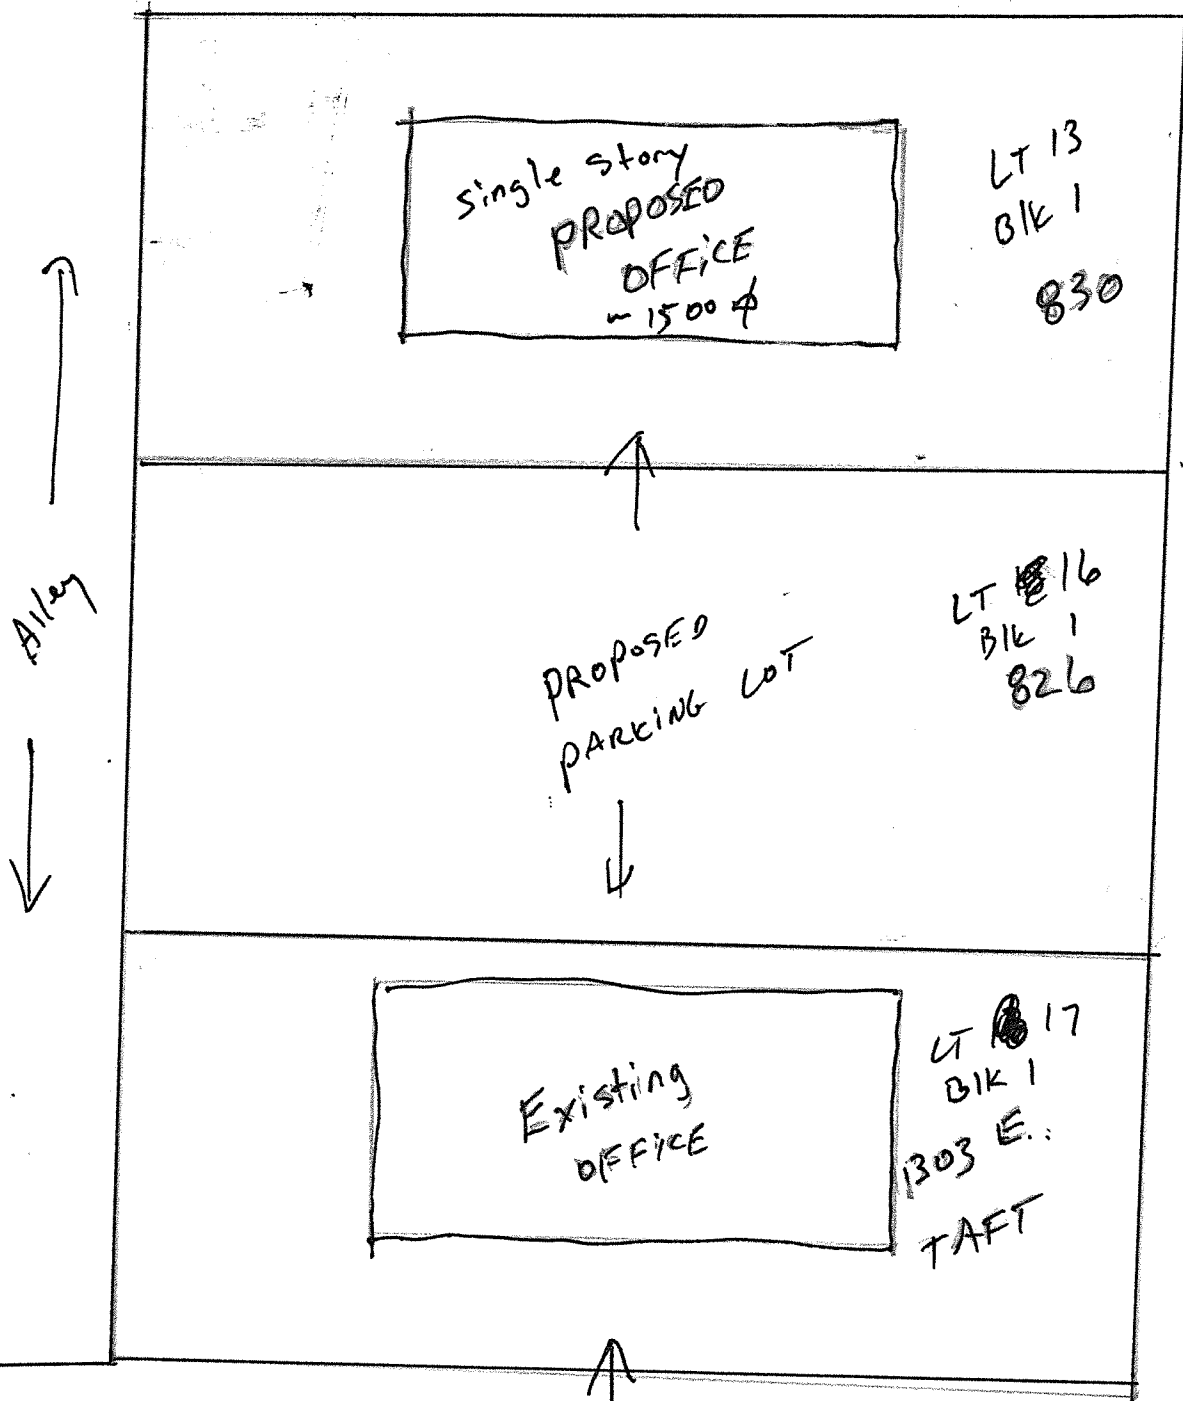 single story
PROPOSED
OFFiCE
~ 1500 ⏀
LT 13
Blk 1
830
Alley
PROPOSED
PARKiNG LOT
LT 16
Blk 1
826
Existing
OFFiCE
LT 17
Blk 1
1303 E.
TAFT